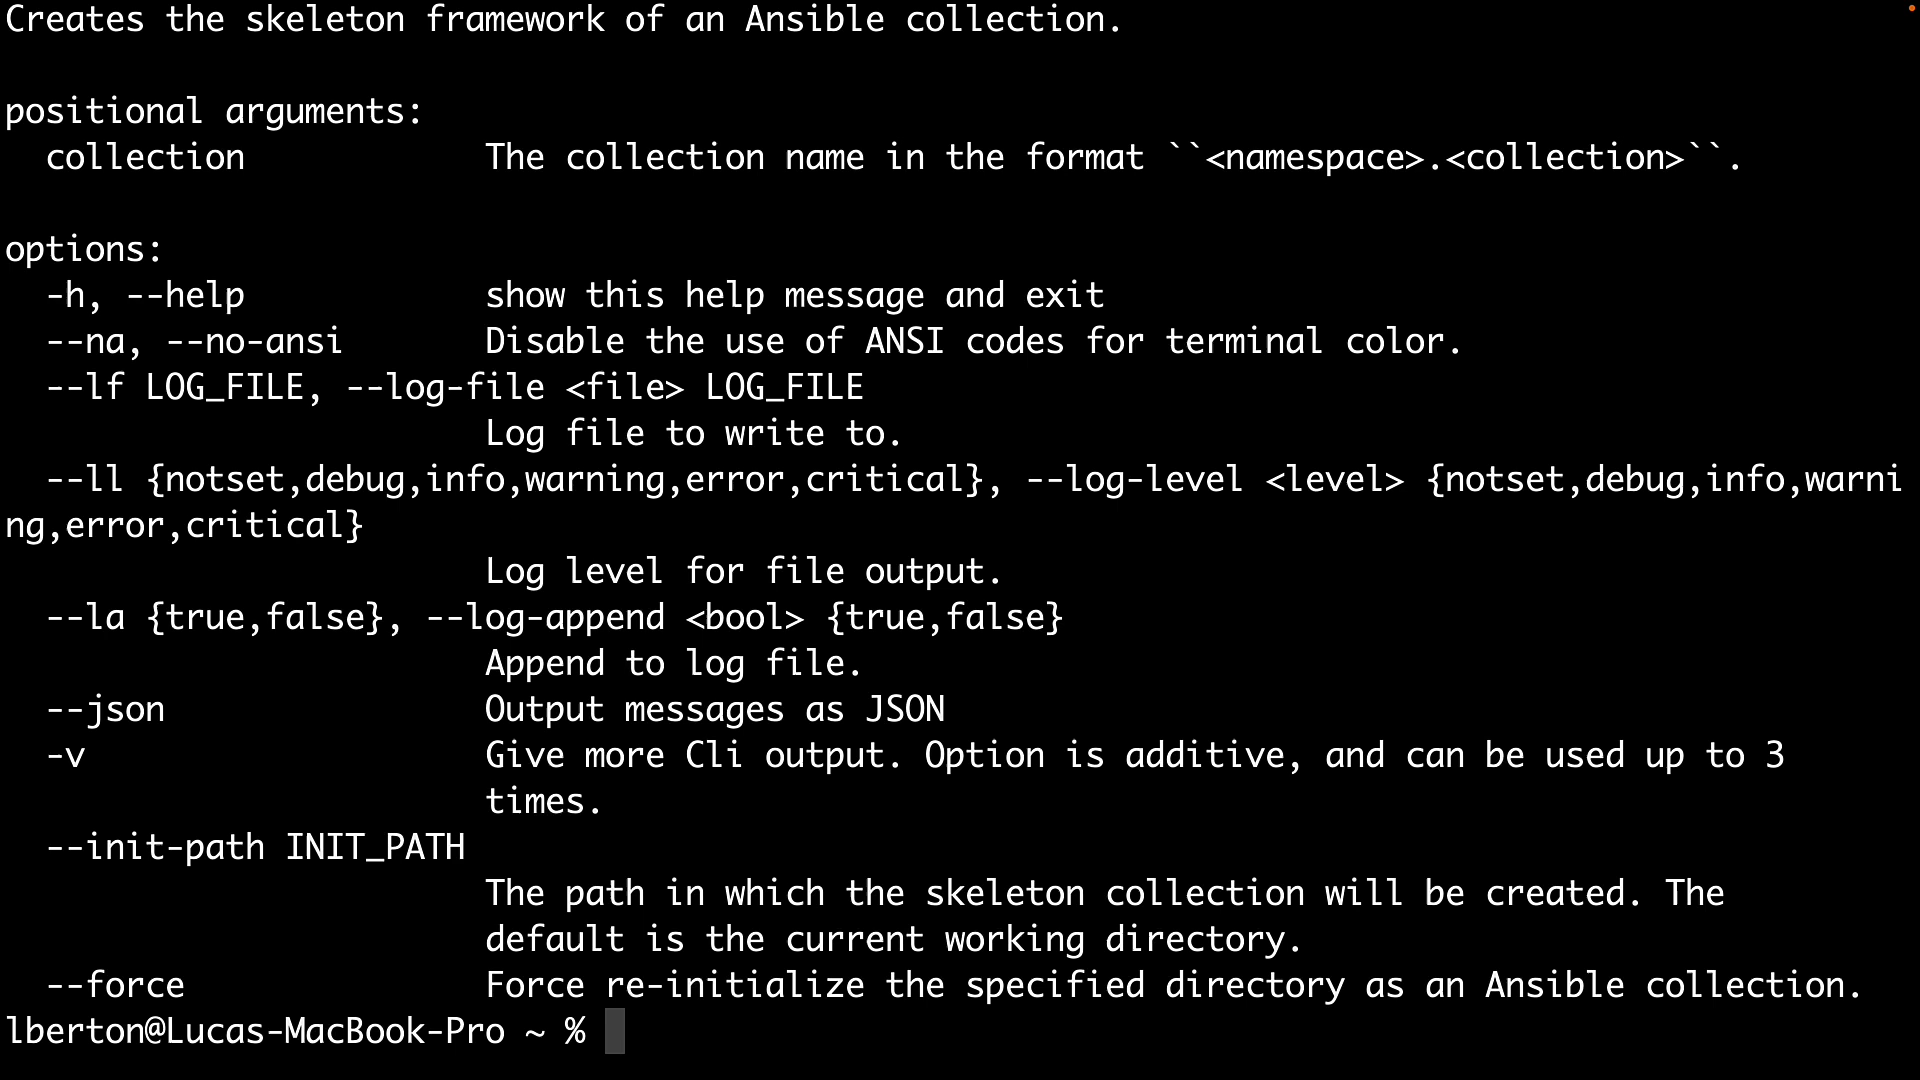 Creates the skeleton framework of an Ansible collection.
positional arguments:
collection The collection name in the format ``<namespace>.<collection>``.
options:
-h, --help show this help message and exit
--na, --no-ansi Disable the use of ANSI codes for terminal color.
--lf LOG_FILE, --log-file <file> LOG_FILE
Log file to write to.
--ll {notset,debug,info,warning,error,critical}, --log-level <level> {notset,debug,info,warni
ng,error,critical}
Log level for file output.
--la {true,false}, --log-append <bool> {true,false}
Append to log file.
--json Output messages as JSON
-v Give more Cli output. Option is additive, and can be used up to 3
times.
--init-path INIT_PATH
The path in which the skeleton collection will be created. The
default is the current working directory.
--force Force re-initialize the specified directory as an Ansible collection.
lberton@Lucas-MacBook-Pro ~ %